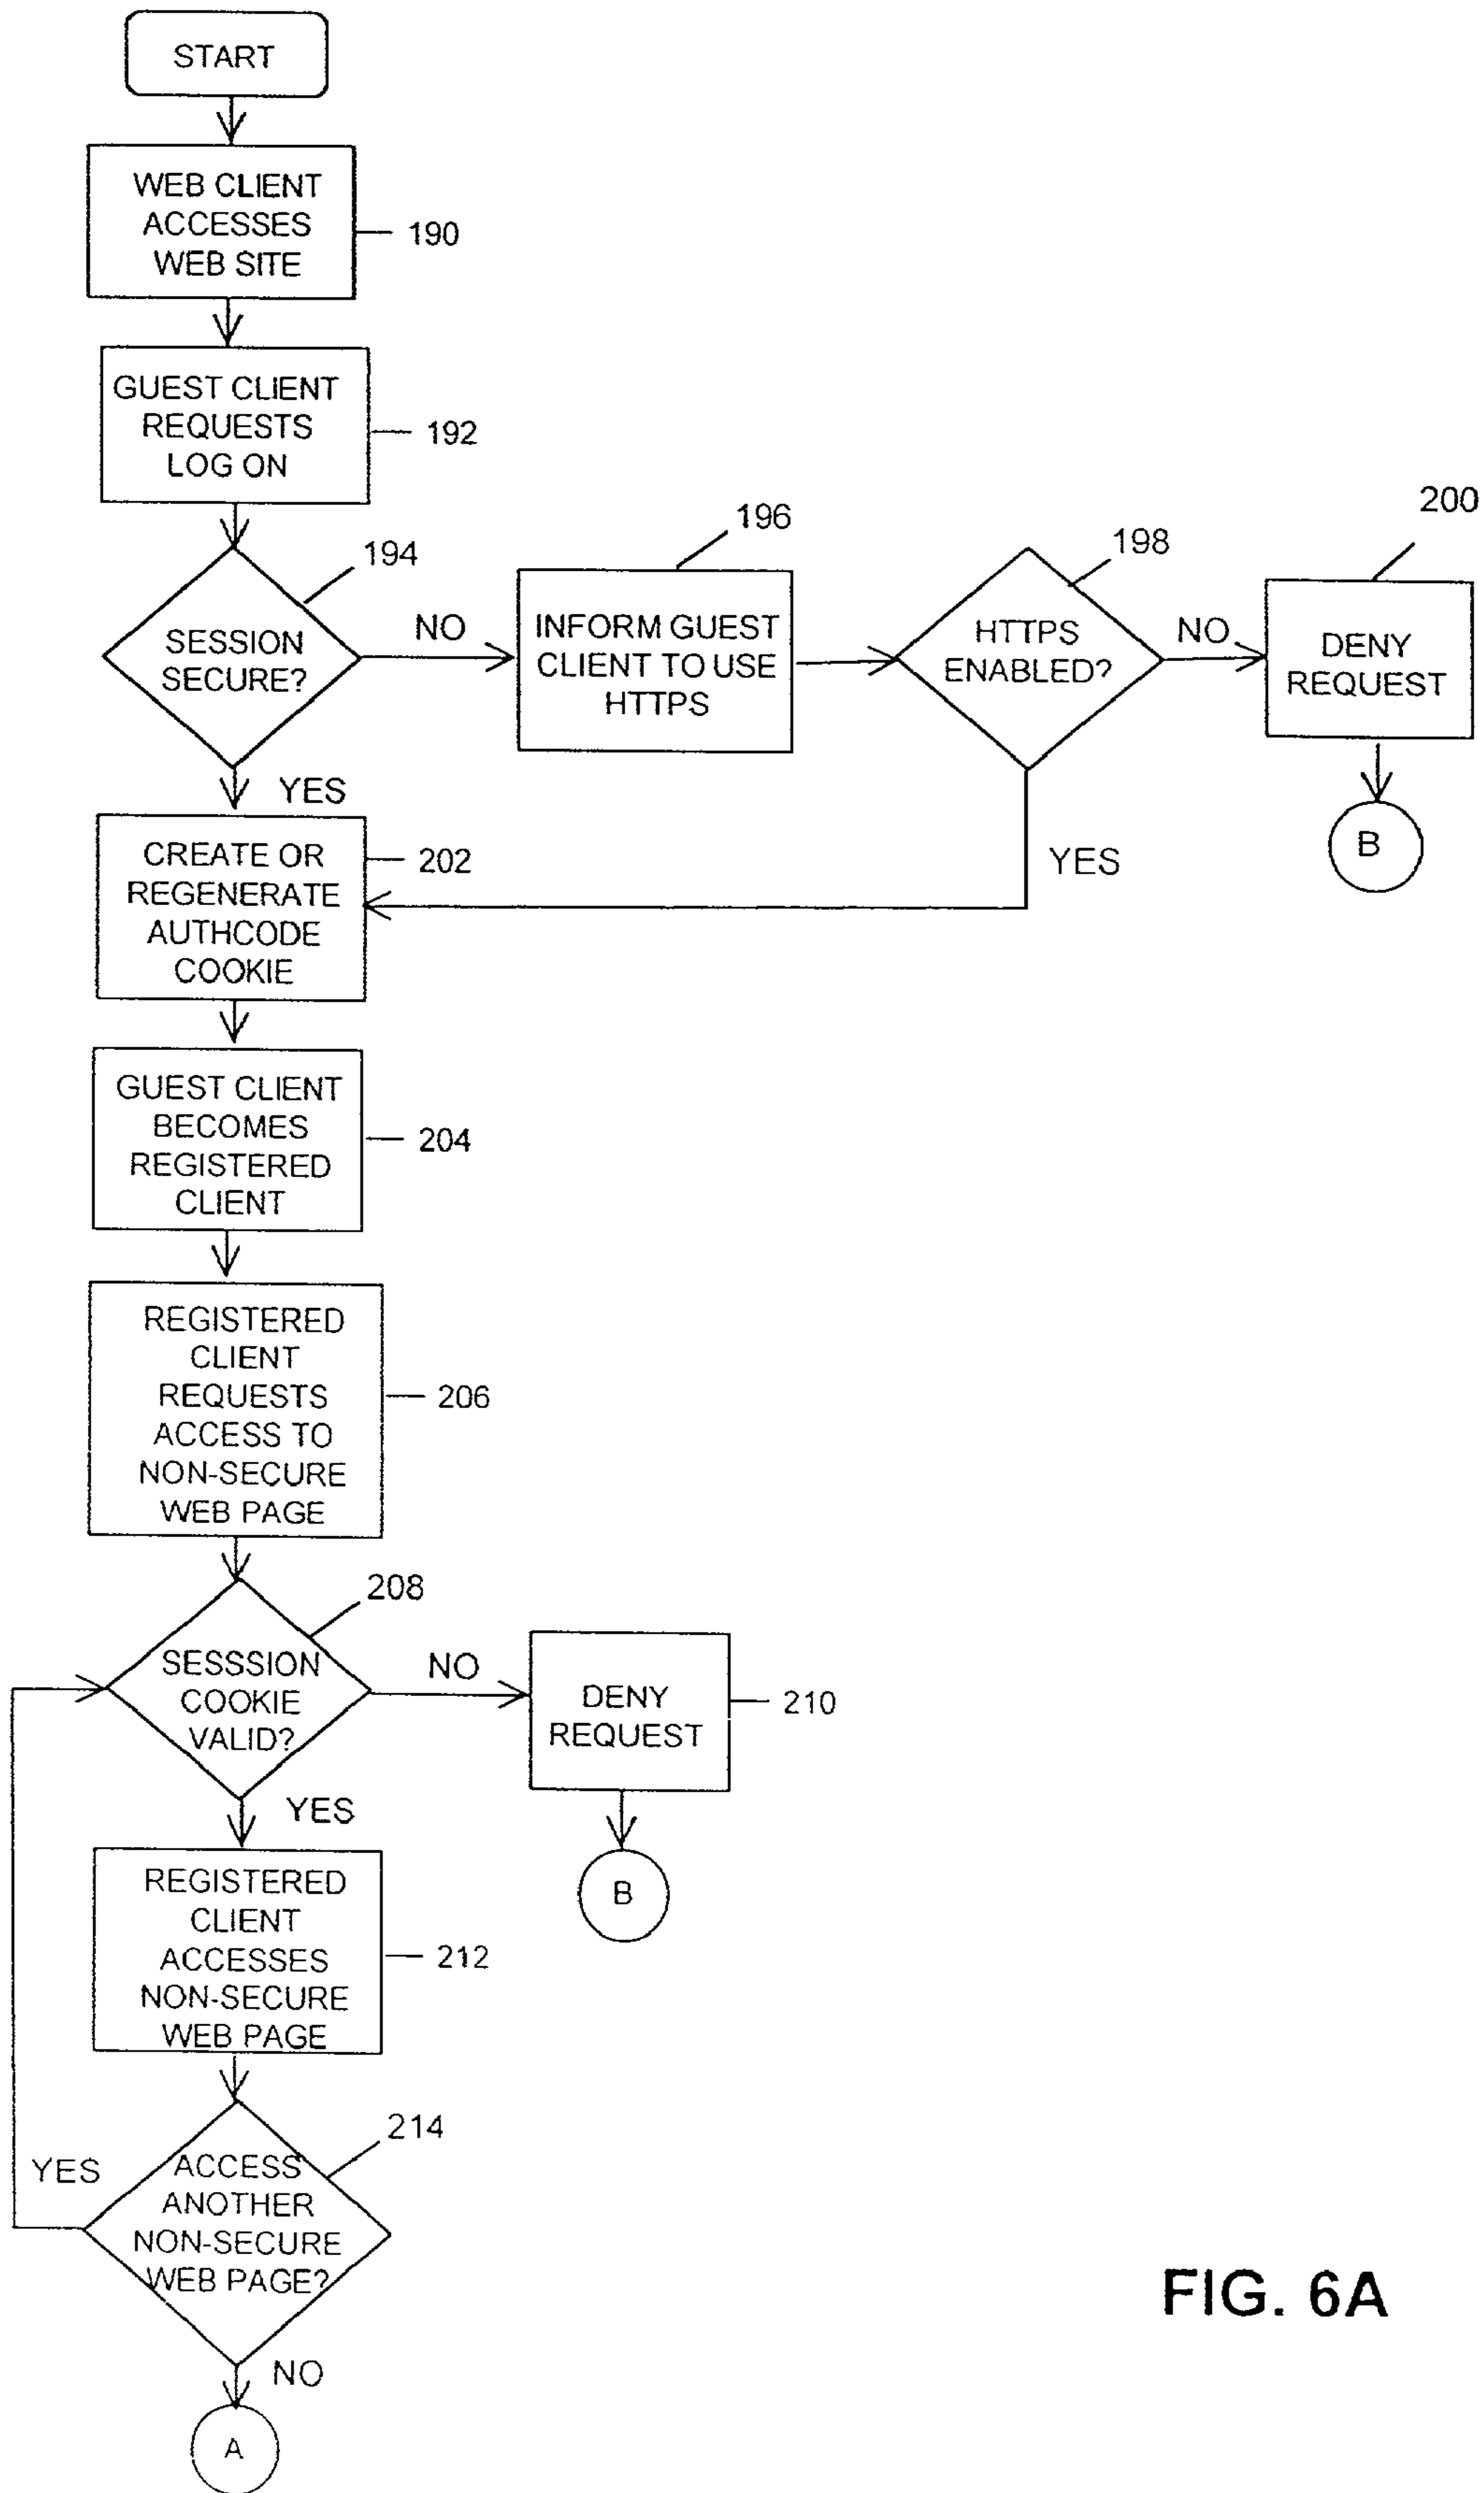 START
WEB CLIENT
ACCESSES
WEB SITE
190
GUEST CLIENT
REQUESTS
LOG ON
192
194
SESSION
SECURE?
NO
196
INFORM GUEST
CLIENT TO USE
HTTPS
198
HTTPS
ENABLED?
NO
200
DENY
REQUEST
B
YES
YES
CREATE OR
REGENERATE
AUTHCODE
COOKIE
202
GUEST CLIENT
BECOMES
REGISTERED
CLIENT
204
REGISTERED
CLIENT
REQUESTS
ACCESS TO
NON-SECURE
WEB PAGE
206
208
SESSSION
COOKIE
VALID?
NO
DENY
REQUEST
210
B
YES
REGISTERED
CLIENT
ACCESSES
NON-SECURE
WEB PAGE
212
214
YES
ACCESS
ANOTHER
NON-SECURE
WEB PAGE?
NO
A
FIG. 6A